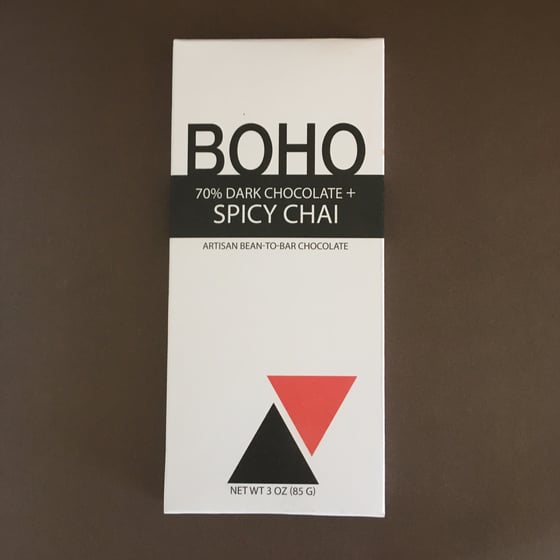 BOHO
70% DARK CHOCOLATE +
SPICY CHAI
ARTISAN BEAN-TO-BAR CHOCOLATE
NET WT 3 OZ (85 G)